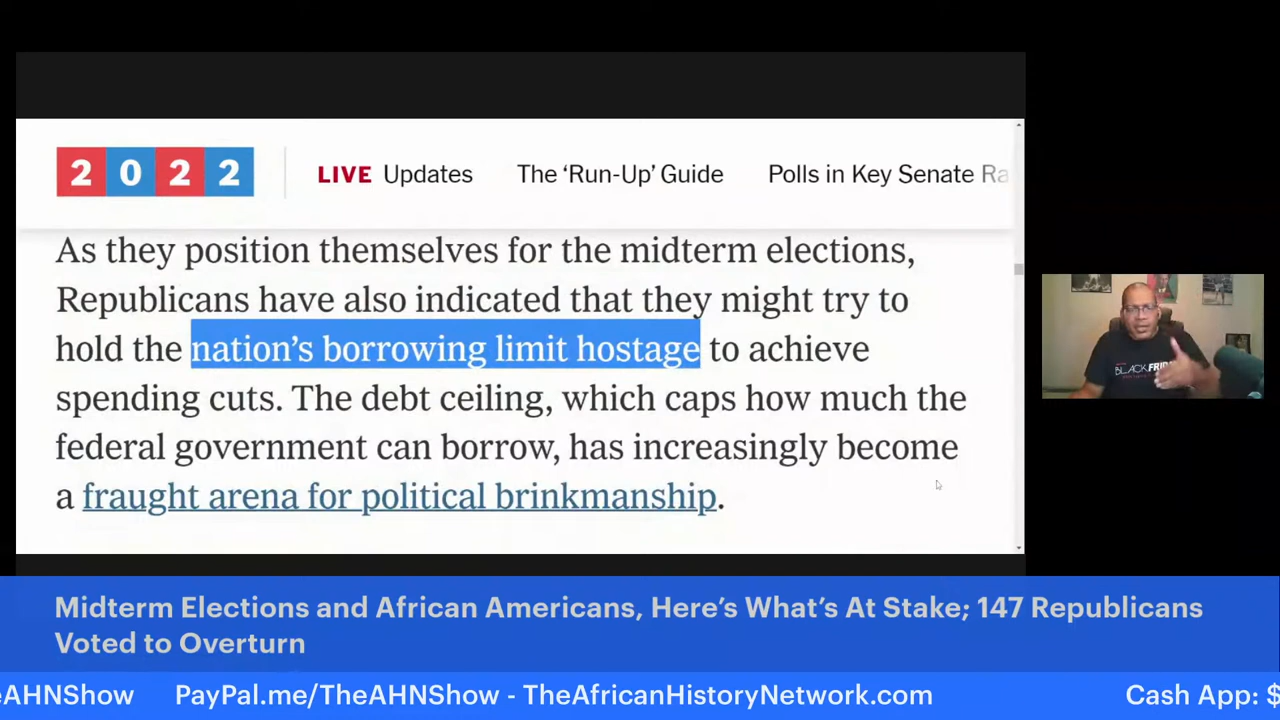 2022
LIVE Updates The ‘Run-Up’ Guide Polls in Key Senate Ra
As they position themselves for the midterm elections,
Republicans have also indicated that they might try to
hold the nation’s borrowing limit hostage to achieve
spending cuts. The debt ceiling, which caps how much the
federal government can borrow, has increasingly become
a fraught arena for political brinkmanship.
BLACK FRID
Midterm Elections and African Americans, Here’s What’s At Stake; 147 Republicans
Voted to Overturn
eAHNShow PayPal.me/TheAHNShow - TheAfricanHistoryNetwork.com Cash App: $